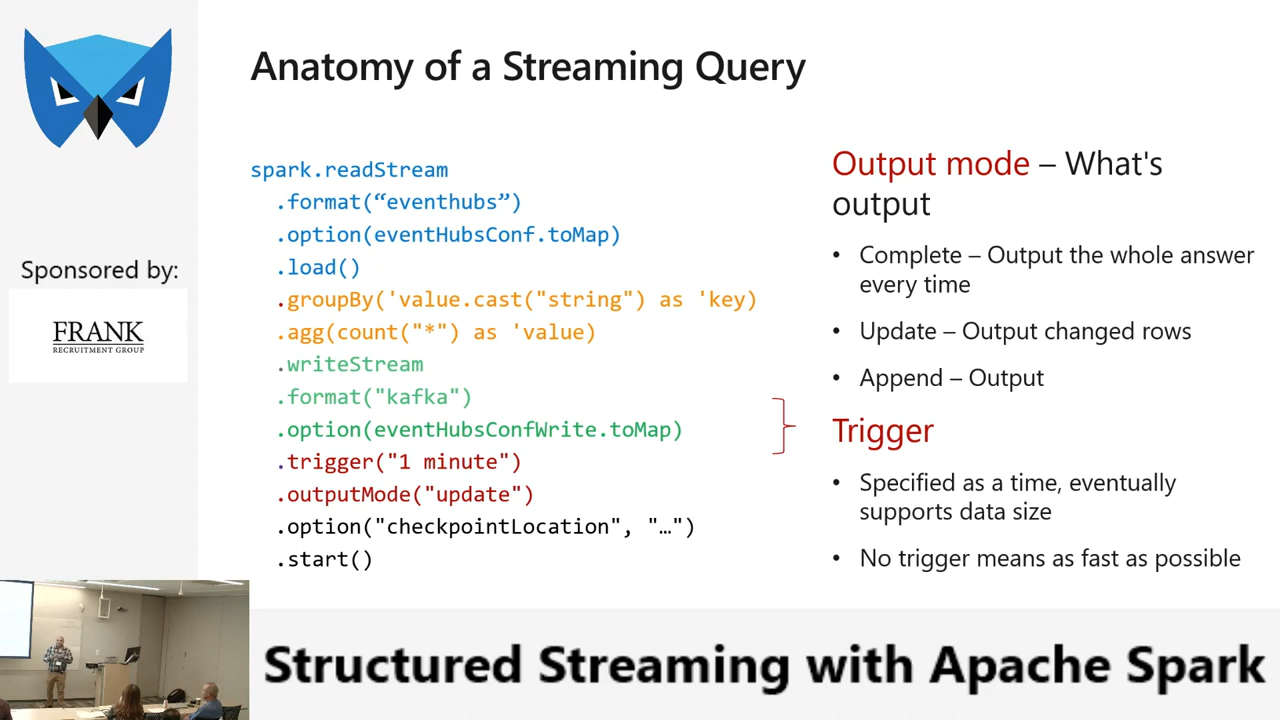 Anatomy of a Streaming Query
spark.readStream
.format(“eventhubs”)
.option(eventHubsConf.toMap)
.load()
.groupBy('value.cast("string") as 'key)
.agg(count("*") as 'value)
.writeStream
.format("kafka")
.option(eventHubsConfWrite.toMap)
.trigger("1 minute")
.outputMode("update")
.option("checkpointLocation", "…")
.start()
Output mode – What's
output
• Complete – Output the whole answer
every time
• Update – Output changed rows
• Append – Output
Trigger
• Specified as a time, eventually
supports data size
• No trigger means as fast as possible
Sponsored by:
FRANK
RECRUITMENT GROUP
Structured Streaming with Apache Spark